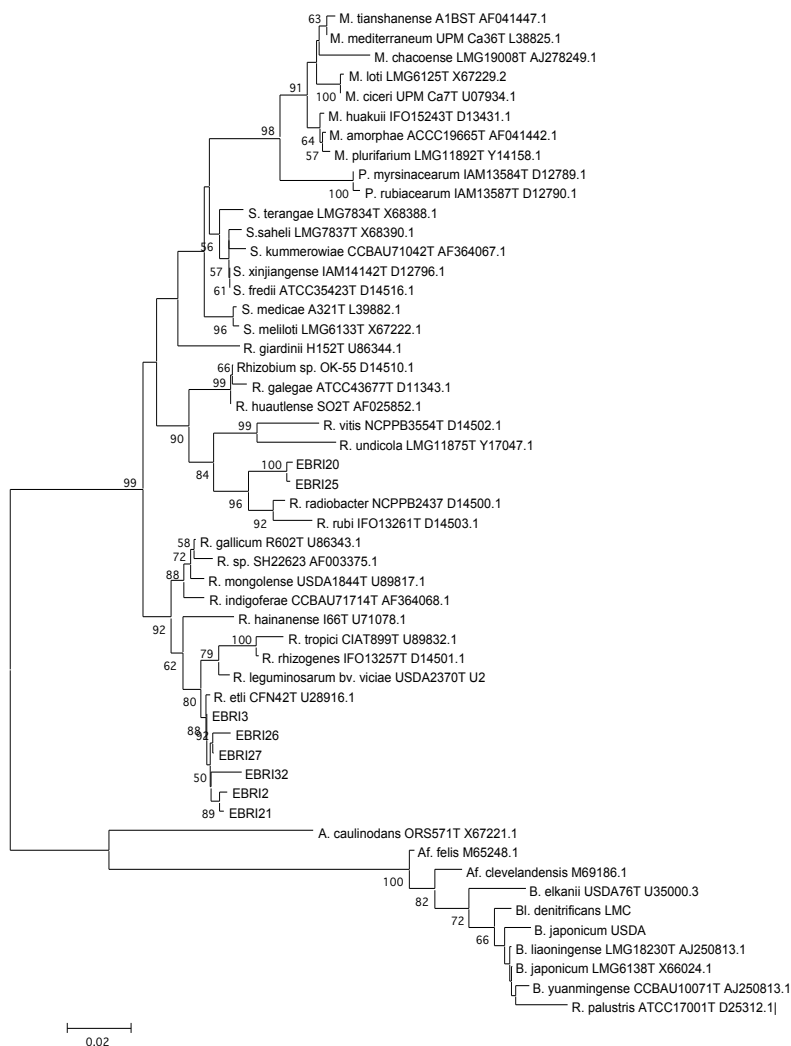 63
M. tianshanense A1BST AF041447.1
M. mediterraneum UPM Ca36T L38825.1
M. chacoense LMG19008T AJ278249.1
M. loti LMG6125T X67229.2
91
100
M. ciceri UPM Ca7T U07934.1
M. huakuii IFO15243T D13431.1
98
M. amorphae ACCC19665T AF041442.1
64
57
M. plurifarium LMG11892T Y14158.1
P. myrsinacearum IAM13584T D12789.1
100
P. rubiacearum IAM13587T D12790.1
S. terangae LMG7834T X68388.1
S.saheli LMG7837T X68390.1
56
S. kummerowiae CCBAU71042T AF364067.1
57
S. xinjiangense IAM14142T D12796.1
61
S. fredii ATCC35423T D14516.1
S. medicae A321T L39882.1
96
S. meliloti LMG6133T X67222.1
R. giardinii H152T U86344.1
66
Rhizobium sp. OK-55 D14510.1
99
R. galegae ATCC43677T D11343.1
R. huautlense SO2T AF025852.1
99
R. vitis NCPPB3554T D14502.1
90
R. undicola LMG11875T Y17047.1
100
EBRI20
84
EBRI25
99
96
R. radiobacter NCPPB2437 D14500.1
92
R. rubi IFO13261T D14503.1
58
R. gallicum R602T U86343.1
72
R. sp. SH22623 AF003375.1
88
R. mongolense USDA1844T U89817.1
R. indigoferae CCBAU71714T AF364068.1
R. hainanense I66T U71078.1
92
100
R. tropici CIAT899T U89832.1
79
R. rhizogenes IFO13257T D14501.1
62
R. leguminosarum bv. viciae USDA2370T U2
80
R. etli CFN42T U28916.1
EBRI3
88
92
EBRI26
EBRI27
50
EBRI32
EBRI2
89
EBRI21
A. caulinodans ORS571T X67221.1
Af. felis M65248.1
100
Af. clevelandensis M69186.1
82
B. elkanii USDA76T U35000.3
Bl. denitrificans LMC
72
B. japonicum USDA
66
B. liaoningense LMG18230T AJ250813.1
B. japonicum LMG6138T X66024.1
B. yuanmingense CCBAU10071T AJ250813.1
R. palustris ATCC17001T D25312.1|
0.02